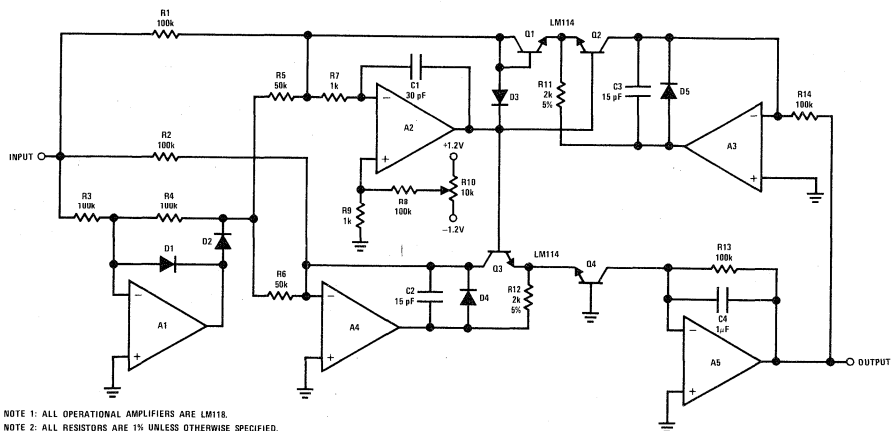 R1
100k
LM114
Q1
Q2
R5
50k
R7
1k
C1
30 pF
D3
R11
2k
5%
C3
15 pF
D5
R14
100k
A2
A3
R2
100k
+1.2V
INPUT
R10
10k
R8
100k
R9
1k
−1.2V
R3
100k
R4
100k
D2
D1
LM114
Q3
Q4
R13
100k
R6
50k
C2
15 pF
D4
R12
2k
5%
C4
1µF
A1
A4
A5
OUTPUT
NOTE 1: ALL OPERATIONAL AMPLIFIERS ARE LM118.
NOTE 2: ALL RESISTORS ARE 1% UNLESS OTHERWISE SPECIFIED.